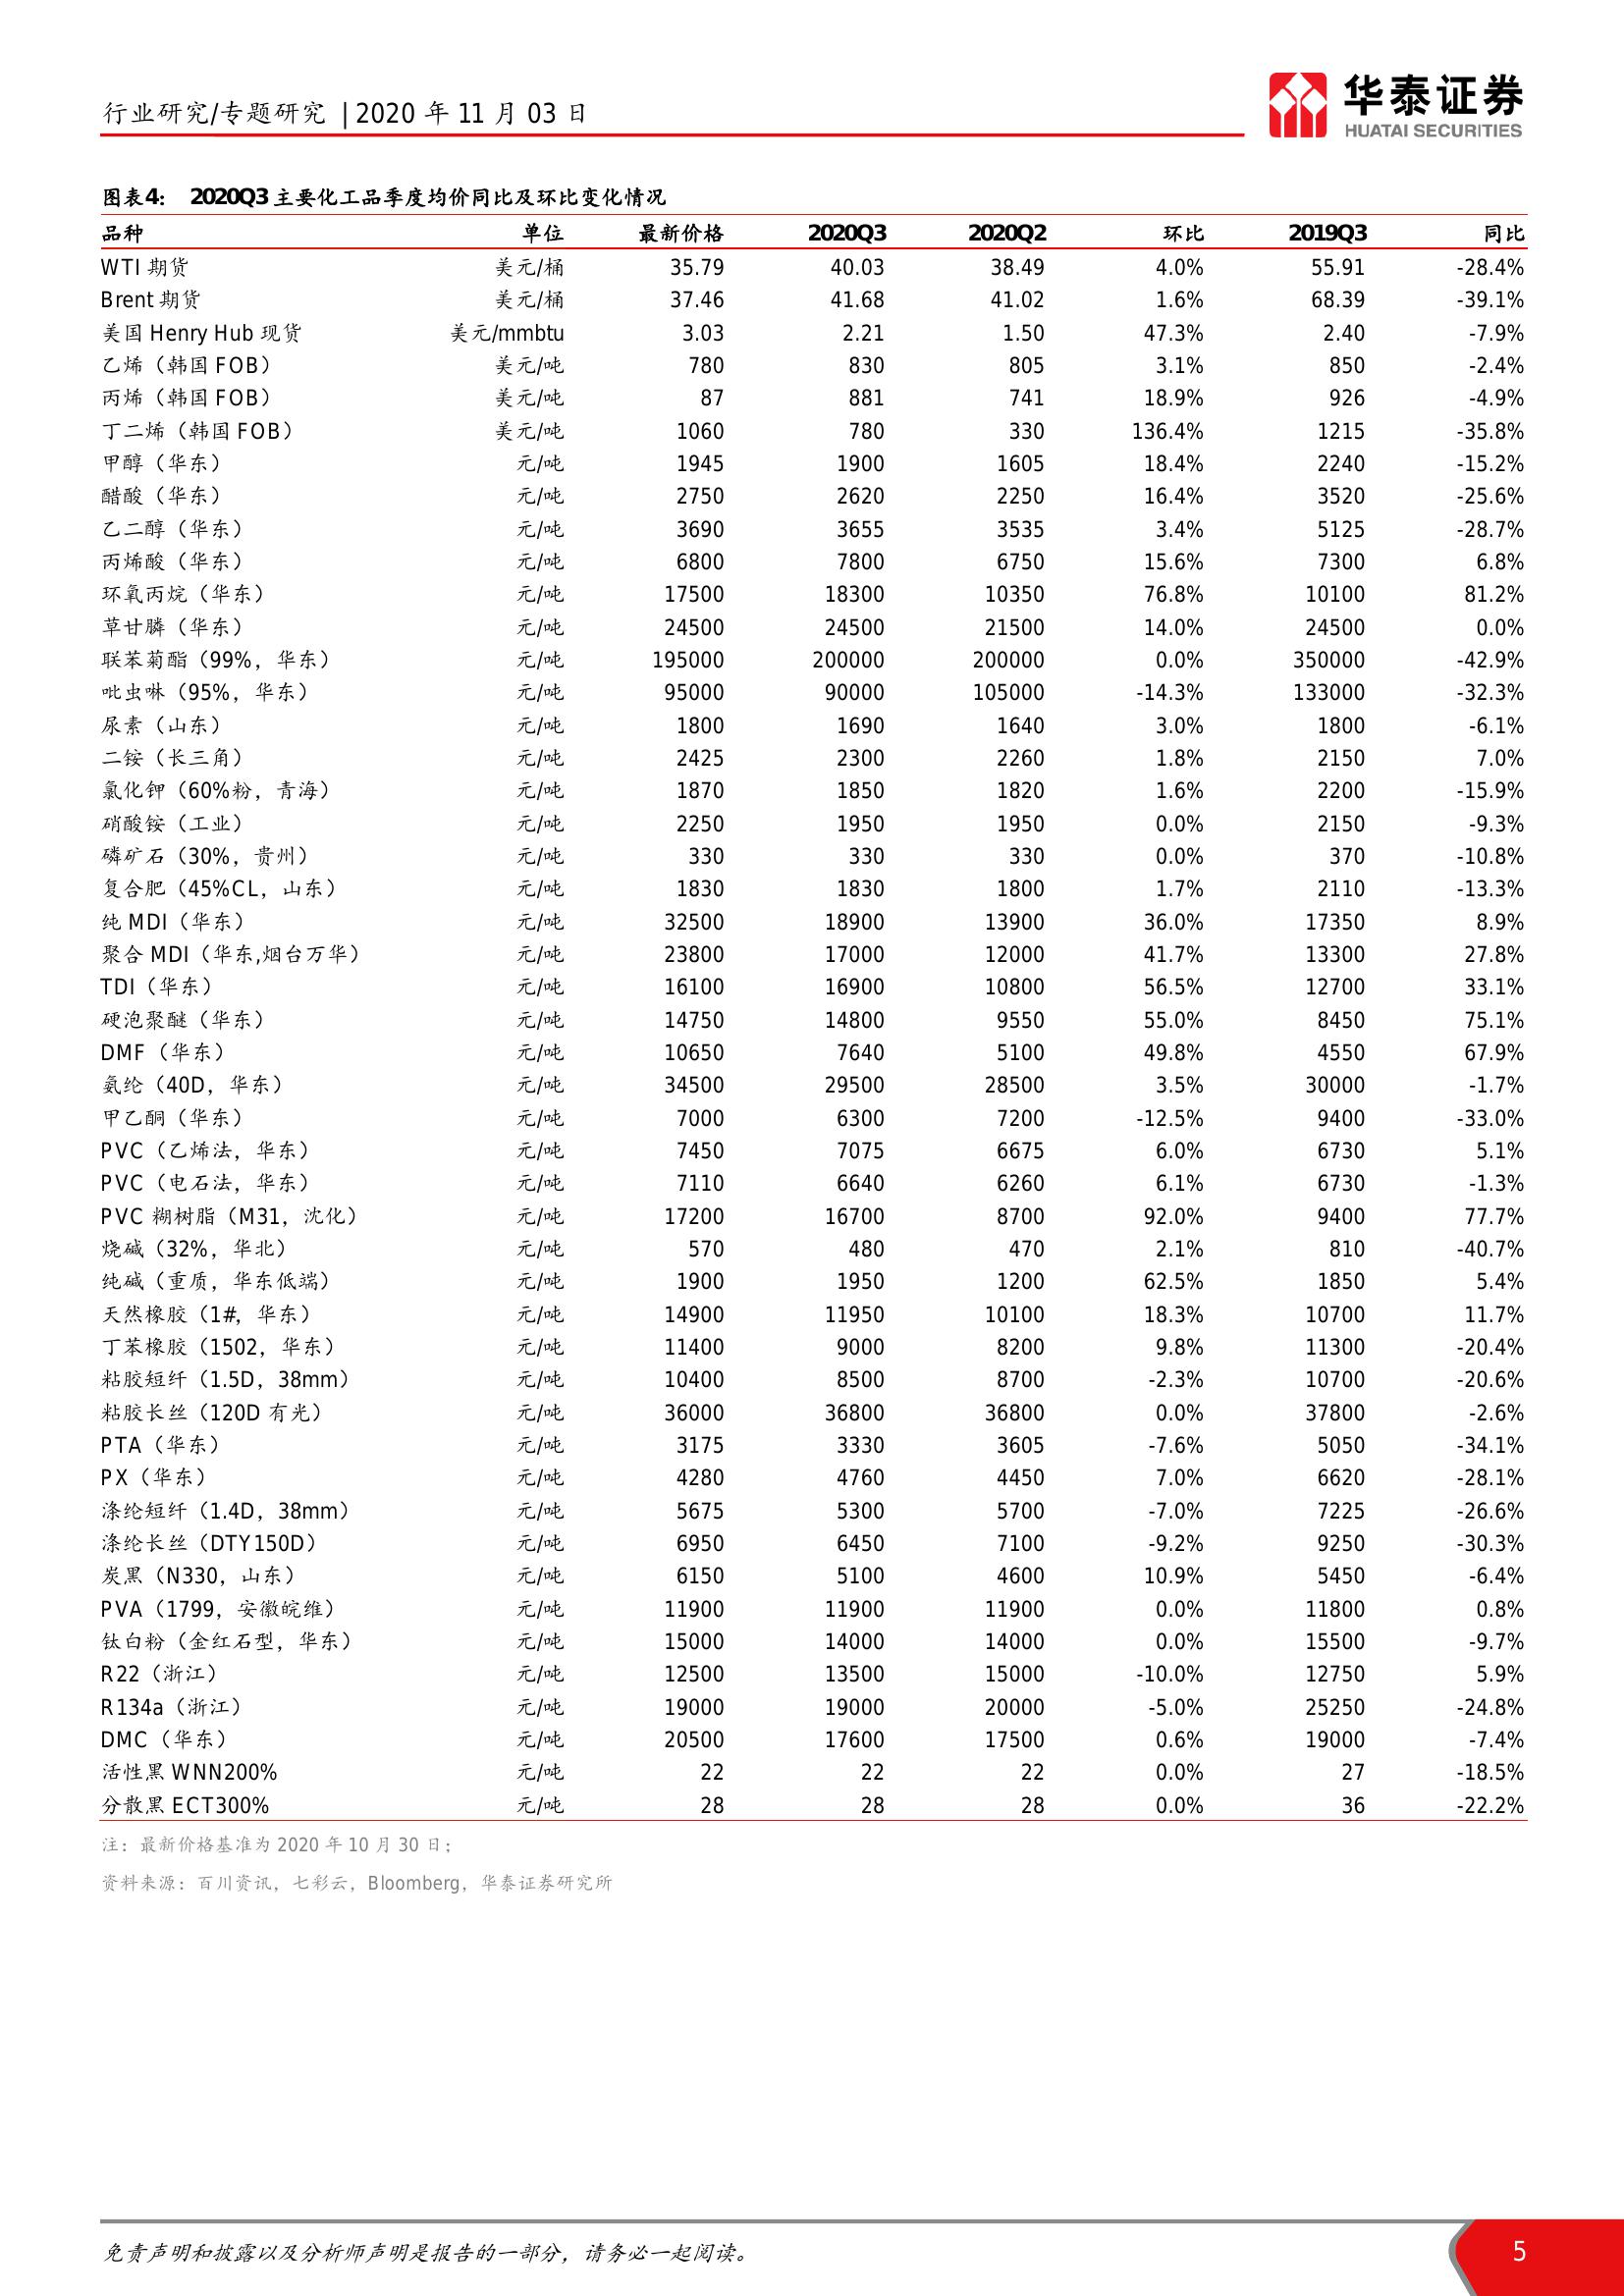 行业研究/专题研究 | 2020 年 11 月 03 日
华泰证券
HUATAI SECURITIES
图表4： 2020Q3 主要化工品季度均价同比及环比变化情况
品种 单位 最新价格 2020Q3 2020Q2 环比 2019Q3 同比
WTI 期货 美元/桶 35.79 40.03 38.49 4.0% 55.91 -28.4%
Brent 期货 美元/桶 37.46 41.68 41.02 1.6% 68.39 -39.1%
美国 Henry Hub 现货 美元/mmbtu 3.03 2.21 1.50 47.3% 2.40 -7.9%
乙烯（韩国 FOB） 美元/吨 780 830 805 3.1% 850 -2.4%
丙烯（韩国 FOB） 美元/吨 87 881 741 18.9% 926 -4.9%
丁二烯（韩国 FOB） 美元/吨 1060 780 330 136.4% 1215 -35.8%
甲醇（华东） 元/吨 1945 1900 1605 18.4% 2240 -15.2%
醋酸（华东） 元/吨 2750 2620 2250 16.4% 3520 -25.6%
乙二醇（华东） 元/吨 3690 3655 3535 3.4% 5125 -28.7%
丙烯酸（华东） 元/吨 6800 7800 6750 15.6% 7300 6.8%
环氧丙烷（华东） 元/吨 17500 18300 10350 76.8% 10100 81.2%
草甘膦（华东） 元/吨 24500 24500 21500 14.0% 24500 0.0%
联苯菊酯（99%，华东） 元/吨 195000 200000 200000 0.0% 350000 -42.9%
吡虫啉（95%，华东） 元/吨 95000 90000 105000 -14.3% 133000 -32.3%
尿素（山东） 元/吨 1800 1690 1640 3.0% 1800 -6.1%
二铵（长三角） 元/吨 2425 2300 2260 1.8% 2150 7.0%
氯化钾（60%粉，青海） 元/吨 1870 1850 1820 1.6% 2200 -15.9%
硝酸铵（工业） 元/吨 2250 1950 1950 0.0% 2150 -9.3%
磷矿石（30%，贵州） 元/吨 330 330 330 0.0% 370 -10.8%
复合肥（45%CL，山东） 元/吨 1830 1830 1800 1.7% 2110 -13.3%
纯 MDI（华东） 元/吨 32500 18900 13900 36.0% 17350 8.9%
聚合 MDI（华东,烟台万华） 元/吨 23800 17000 12000 41.7% 13300 27.8%
TDI（华东） 元/吨 16100 16900 10800 56.5% 12700 33.1%
硬泡聚醚（华东） 元/吨 14750 14800 9550 55.0% 8450 75.1%
DMF（华东） 元/吨 10650 7640 5100 49.8% 4550 67.9%
氨纶（40D，华东） 元/吨 34500 29500 28500 3.5% 30000 -1.7%
甲乙酮（华东） 元/吨 7000 6300 7200 -12.5% 9400 -33.0%
PVC（乙烯法，华东） 元/吨 7450 7075 6675 6.0% 6730 5.1%
PVC（电石法，华东） 元/吨 7110 6640 6260 6.1% 6730 -1.3%
PVC 糊树脂（M31，沈化） 元/吨 17200 16700 8700 92.0% 9400 77.7%
烧碱（32%，华北） 元/吨 570 480 470 2.1% 810 -40.7%
纯碱（重质，华东低端） 元/吨 1900 1950 1200 62.5% 1850 5.4%
天然橡胶（1#，华东） 元/吨 14900 11950 10100 18.3% 10700 11.7%
丁苯橡胶（1502，华东） 元/吨 11400 9000 8200 9.8% 11300 -20.4%
粘胶短纤（1.5D，38mm） 元/吨 10400 8500 8700 -2.3% 10700 -20.6%
粘胶长丝（120D 有光） 元/吨 36000 36800 36800 0.0% 37800 -2.6%
PTA（华东） 元/吨 3175 3330 3605 -7.6% 5050 -34.1%
PX（华东） 元/吨 4280 4760 4450 7.0% 6620 -28.1%
涤纶短纤（1.4D，38mm） 元/吨 5675 5300 5700 -7.0% 7225 -26.6%
涤纶长丝（DTY150D） 元/吨 6950 6450 7100 -9.2% 9250 -30.3%
炭黑（N330，山东） 元/吨 6150 5100 4600 10.9% 5450 -6.4%
PVA（1799，安徽皖维） 元/吨 11900 11900 11900 0.0% 11800 0.8%
钛白粉（金红石型，华东） 元/吨 15000 14000 14000 0.0% 15500 -9.7%
R22（浙江） 元/吨 12500 13500 15000 -10.0% 12750 5.9%
R134a（浙江） 元/吨 19000 19000 20000 -5.0% 25250 -24.8%
DMC（华东） 元/吨 20500 17600 17500 0.6% 19000 -7.4%
活性黑 WNN200% 元/吨 22 22 22 0.0% 27 -18.5%
分散黑 ECT300% 元/吨 28 28 28 0.0% 36 -22.2%
注：最新价格基准为 2020 年 10 月 30 日；
资料来源：百川资讯，七彩云，Bloomberg，华泰证券研究所
免责声明和披露以及分析师声明是报告的一部分，请务必一起阅读。
5